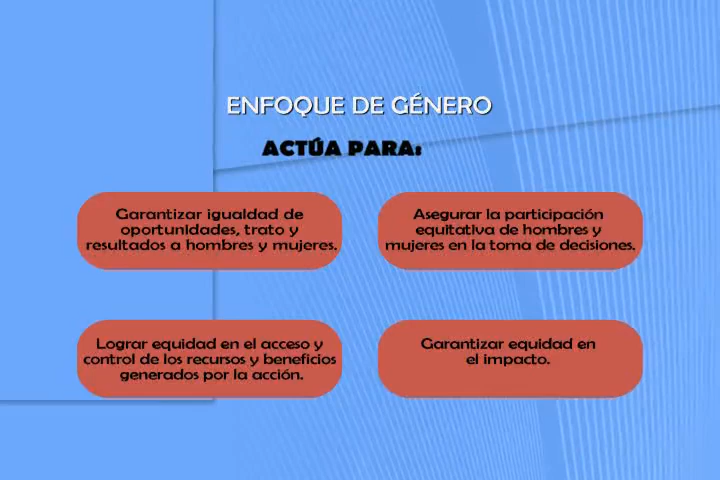 ENFOQUE DE GÉNERO
ACTÚA PARA:
Garantizar igualdad de
oportunidades, trato y
resultados a hombres y mujeres.
Asegurar la participación
equitativa de hombres y
mujeres en la toma de decisiones.
Lograr equidad en el acceso y
control de los recursos y beneficios
generados por la acción.
Garantizar equidad en
el impacto.